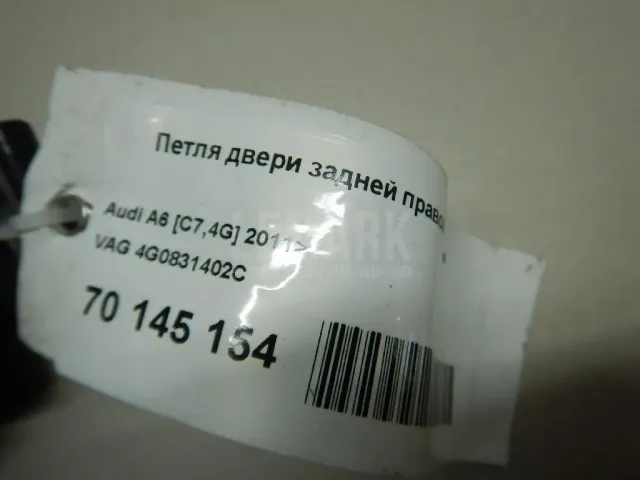 Петля двери задней право
Audi A6 [C7,4G] 2011>
VAG 4G0831402C
70 145 154